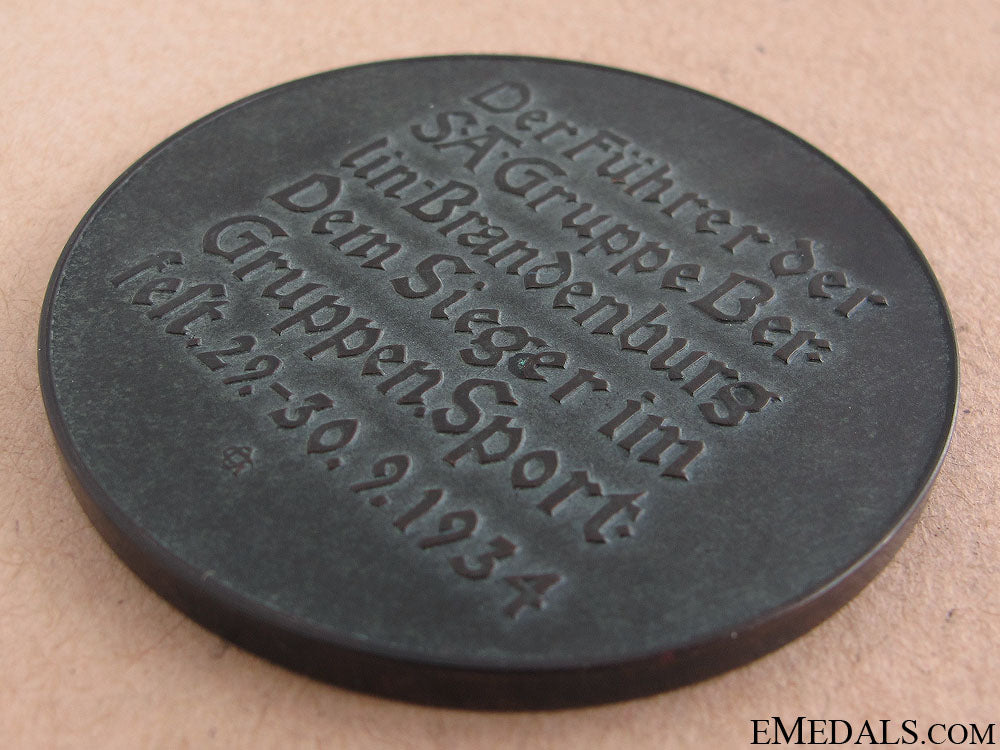 Der Führer der
S.A. Gruppe Ber-
lin-Brandenburg
Dem Sieger im
Gruppen.Sport-
fest. 29.-30. 9. 1934
EMEDALS.COM